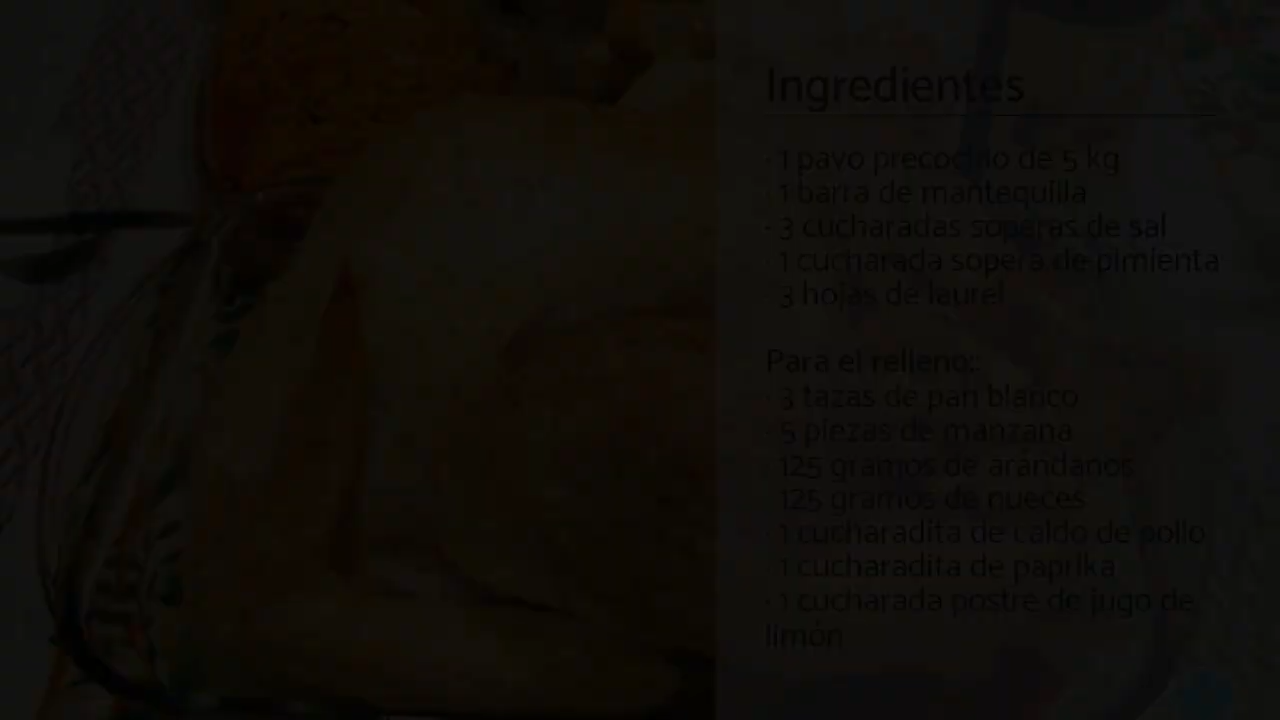 Ingredientes
· 1 pavo precocido de 5 kg
· 1 barra de mantequilla
· 3 cucharadas soperas de sal
· 1 cucharada sopera de pimienta
· 3 hojas de laurel
Para el relleno:
· 3 tazas de pan blanco
· 5 piezas de manzana
· 125 gramos de arandanos
· 125 gramos de nueces
· 1 cucharadita de caldo de pollo
· 1 cucharadita de paprika
· 1 cucharada postre de jugo de
limón